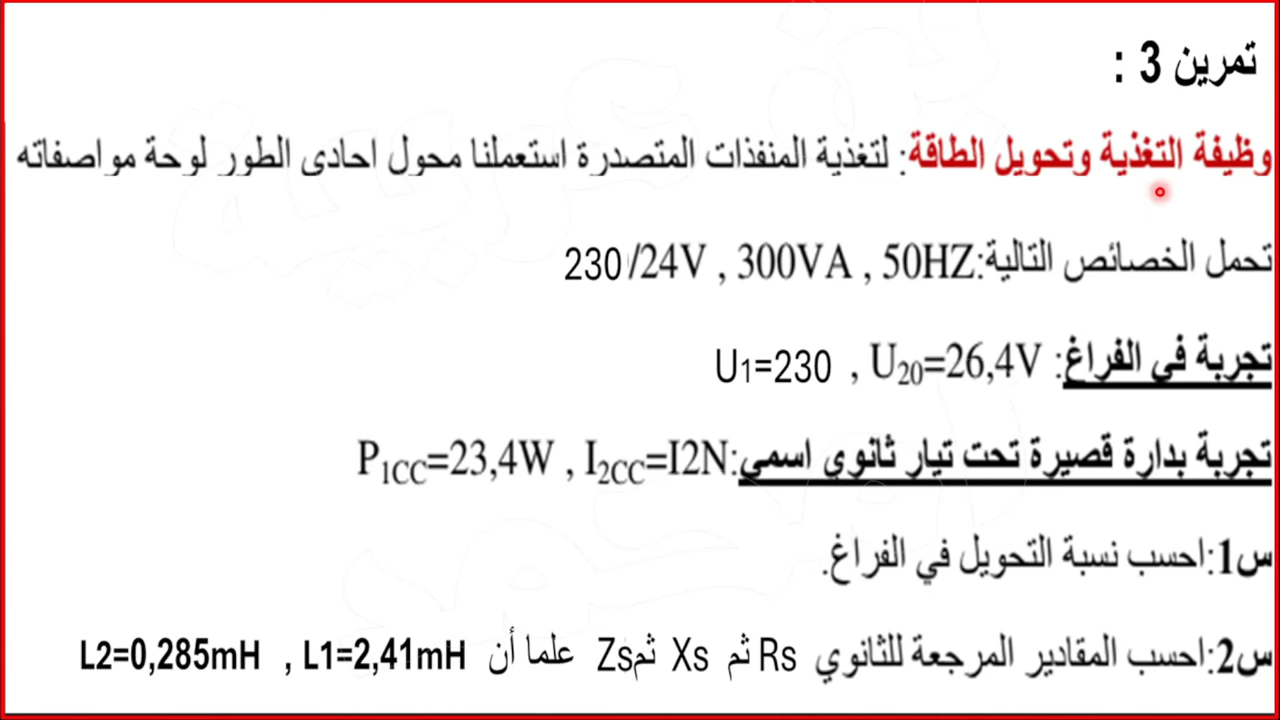 تمرين 3 :
وظيفة التغذية وتحويل الطاقة: لتغذية المنفذات المتصدرة استعملنا محول احادى الطور لوحة مواصفاته
تحمل الخصائص التالية: 230/24V , 300VA , 50HZ
تجربة في الفراغ: U1=230 , U20=26,4V
تجربة بدارة قصيرة تحت تيار ثانوي اسمي: P1CC=23,4W , I2CC=I2N
س1:احسب نسبة التحويل في الفراغ.
س2:احسب المقادير المرجعة للثانوي Rs ثم Xs ثم Zs علما أن L2=0,285mH , L1=2,41mH